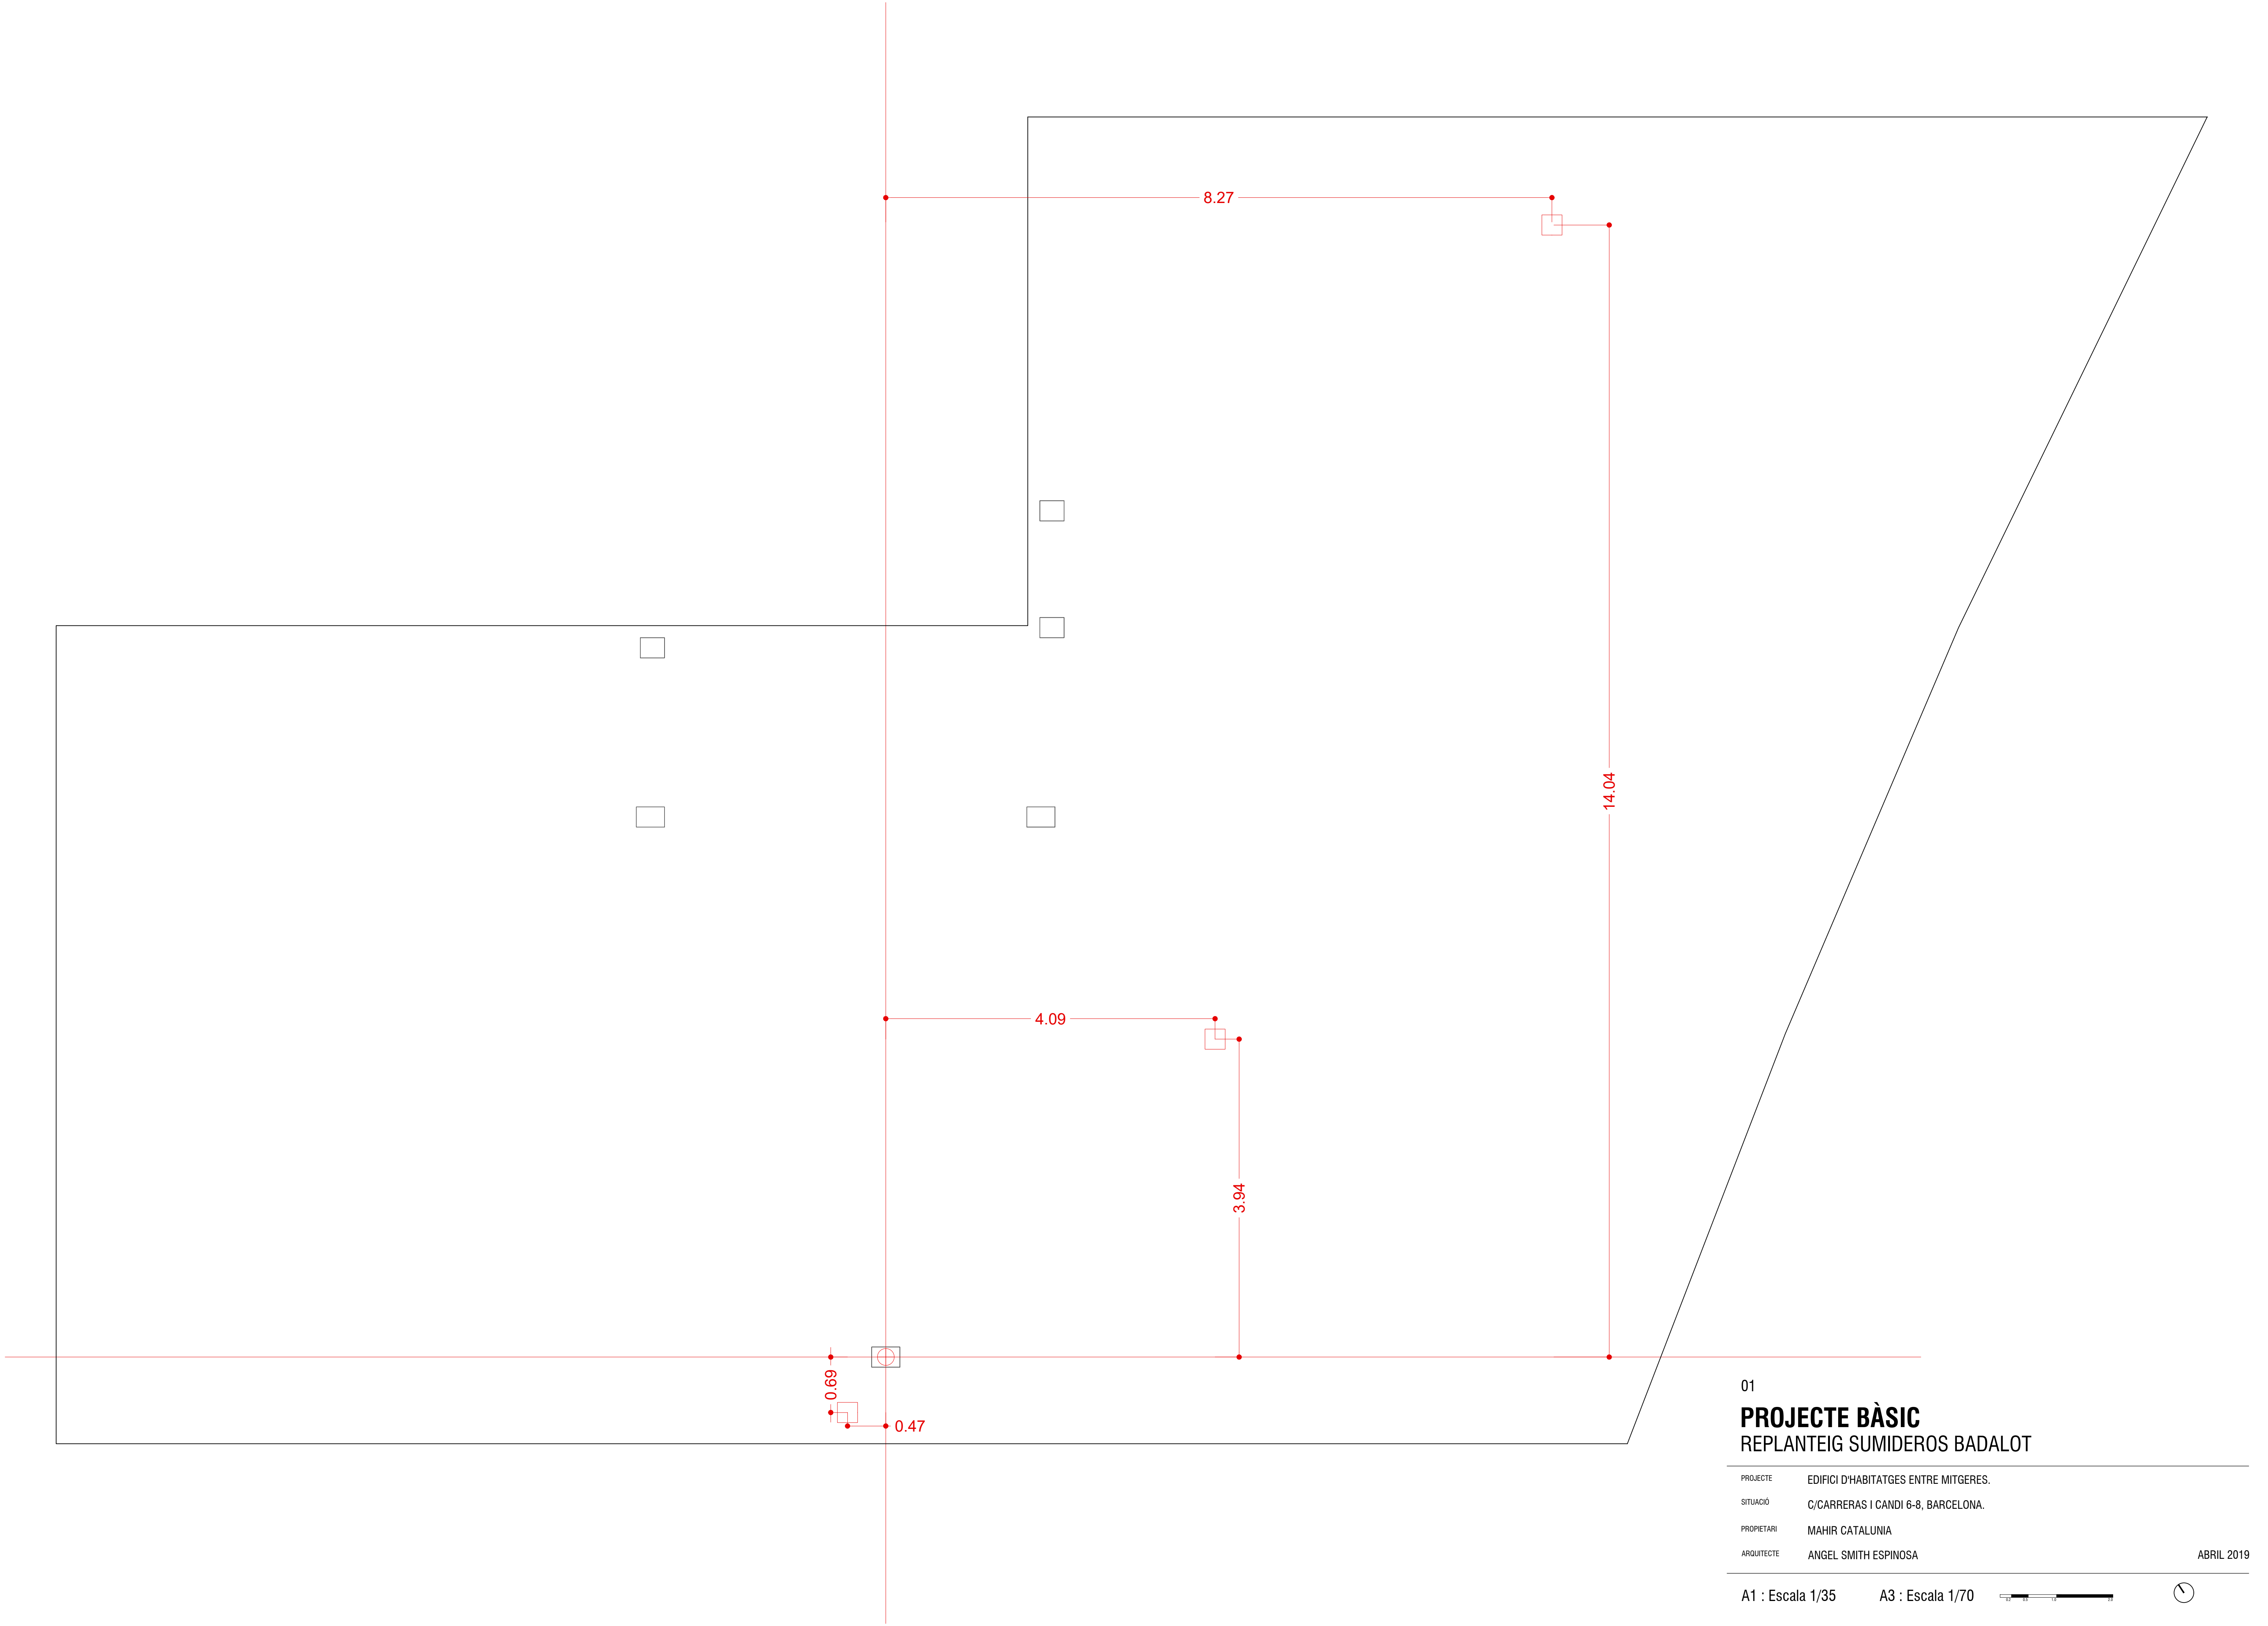 8.27
14.04
4.09
3.94
0.69
0.47
01
PROJECTE BÀSIC
REPLANTEIG SUMIDEROS BADALOT
PROJECTE EDIFICI D'HABITATGES ENTRE MITGERES.
SITUACIÓ C/CARRERAS I CANDI 6-8, BARCELONA.
PROPIETARI MAHIR CATALUNIA
ARQUITECTE ANGEL SMITH ESPINOSA ABRIL 2019
A1 : Escala 1/35 A3 : Escala 1/70